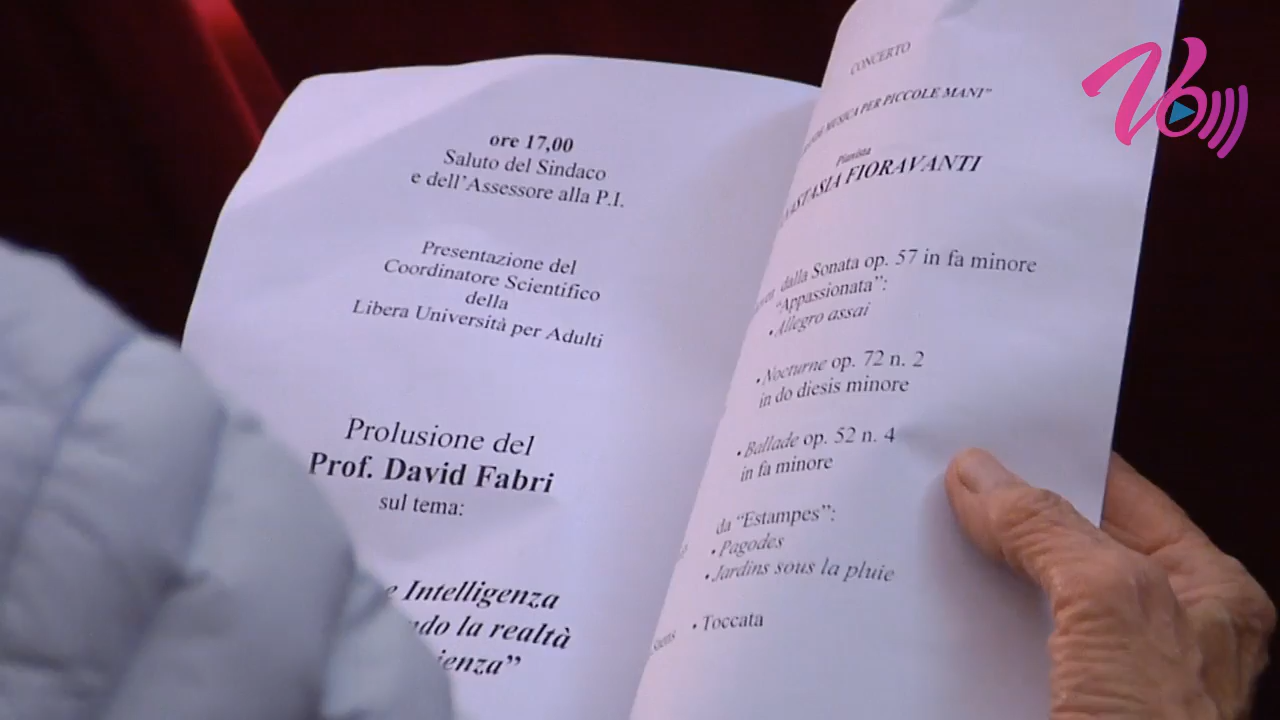 ore 17,00
Saluto del Sindaco
e dell'Assessore alla P.I.
Presentazione del
Coordinatore Scientifico
della
Libera Università per Adulti
Prolusione del
Prof. David Fabri
sul tema:
e Intelligenza
la realtà
CONCERTO
MUSICA PER PICCOLE MANI"
Pianista
FIORAVANTI
dalla Sonata op. 57 in fa minore
"Appassionata":
• Allegro assai
• Nocturne op. 72 n. 2
in do diesis minore
• Ballade op. 52 n. 4
in fa minore
da "Estampes":
• Pagodes
• Jardins sous la pluie
• Toccata